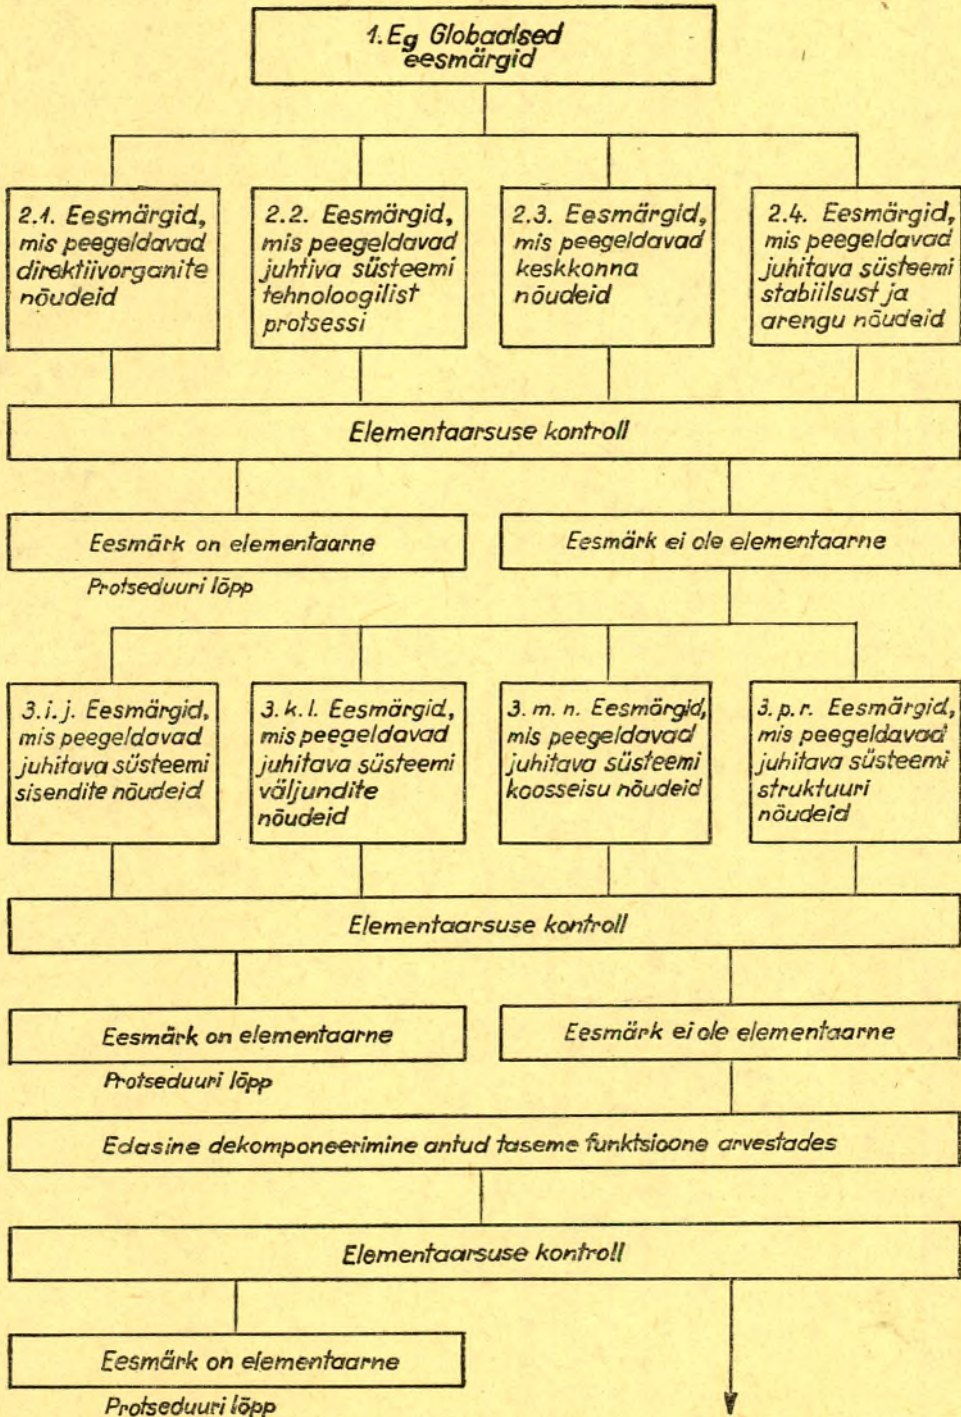 1. Eg Globaalsed
eesmärgid
2.1. Eesmärgid,
mis peegeldavad
direktiivorganite
nõudeid
2.2. Eesmärgid,
mis peegeldavad
juhtiva süsteemi
tehnoloogilist
protsessi
2.3. Eesmärgid,
mis peegeldavad
keskkonna
nõudeid
2.4. Eesmärgid,
mis peegeldavad
juhitava süsteemi
stabiilsust ja
arengu nõudeid
Elementaarsuse kontroll
Eesmärk on elementaarne
Protseduuri lõpp
Eesmärk ei ole elementaarne
3. i. j. Eesmärgid,
mis peegeldavad
juhitava süsteemi
sisendite nõudeid
3. k. l. Eesmärgid,
mis peegeldavad
juhitava süsteemi
väljundite
nõudeid
3. m. n. Eesmärgid,
mis peegeldavad
juhitava süsteemi
koosseisu nõudeid
3. p. r. Eesmärgid,
mis peegeldavad
juhitava süsteemi
struktuuri
nõudeid
Elementaarsuse kontroll
Eesmärk on elementaarne
Protseduuri lõpp
Eesmärk ei ole elementaarne
Edasine dekomponeerimine antud taseme funktsioone arvestades
Elementaarsuse kontroll
Eesmärk on elementaarne
Protseduuri lõpp